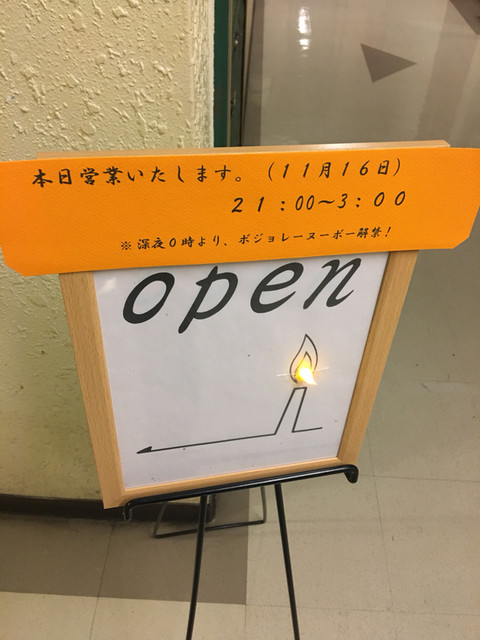 本日営業いたします。（１１月１６日）
２１：００～３：００
※深夜０時より、ボジョレーヌーボー解禁！
open